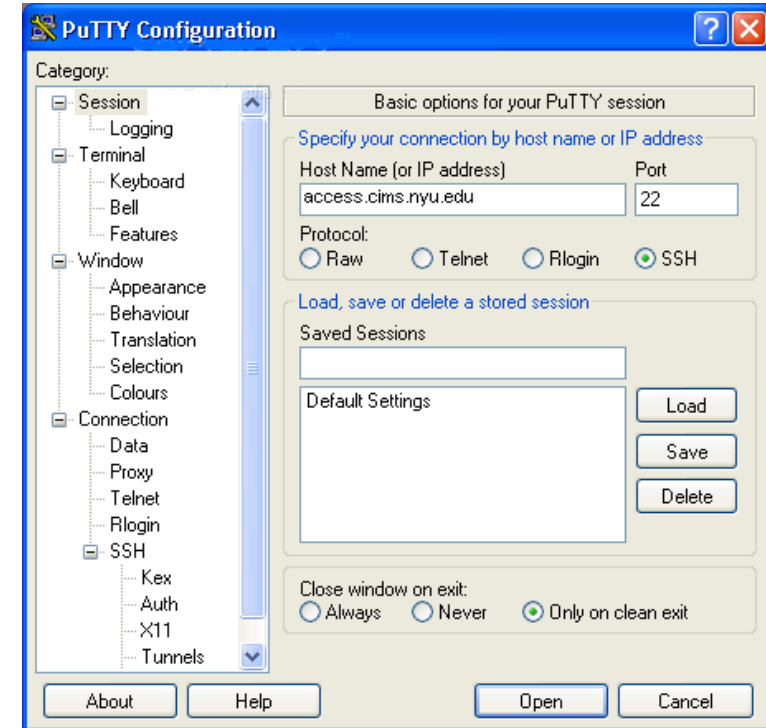 PuTTY Configuration
Category:
Session
Logging
Terminal
Keyboard
Bell
Features
Window
Appearance
Behaviour
Translation
Selection
Colours
Connection
Data
Proxy
Telnet
Rlogin
SSH
Kex
Auth
X11
Tunnels
Basic options for your PuTTY session
Specify your connection by host name or IP address
Host Name (or IP address) Port
access.cims.nyu.edu 22
Protocol:
Raw Telnet Rlogin SSH
Load, save or delete a stored session
Saved Sessions
Default Settings
Load
Save
Delete
Close window on exit:
Always Never Only on clean exit
About Help Open Cancel